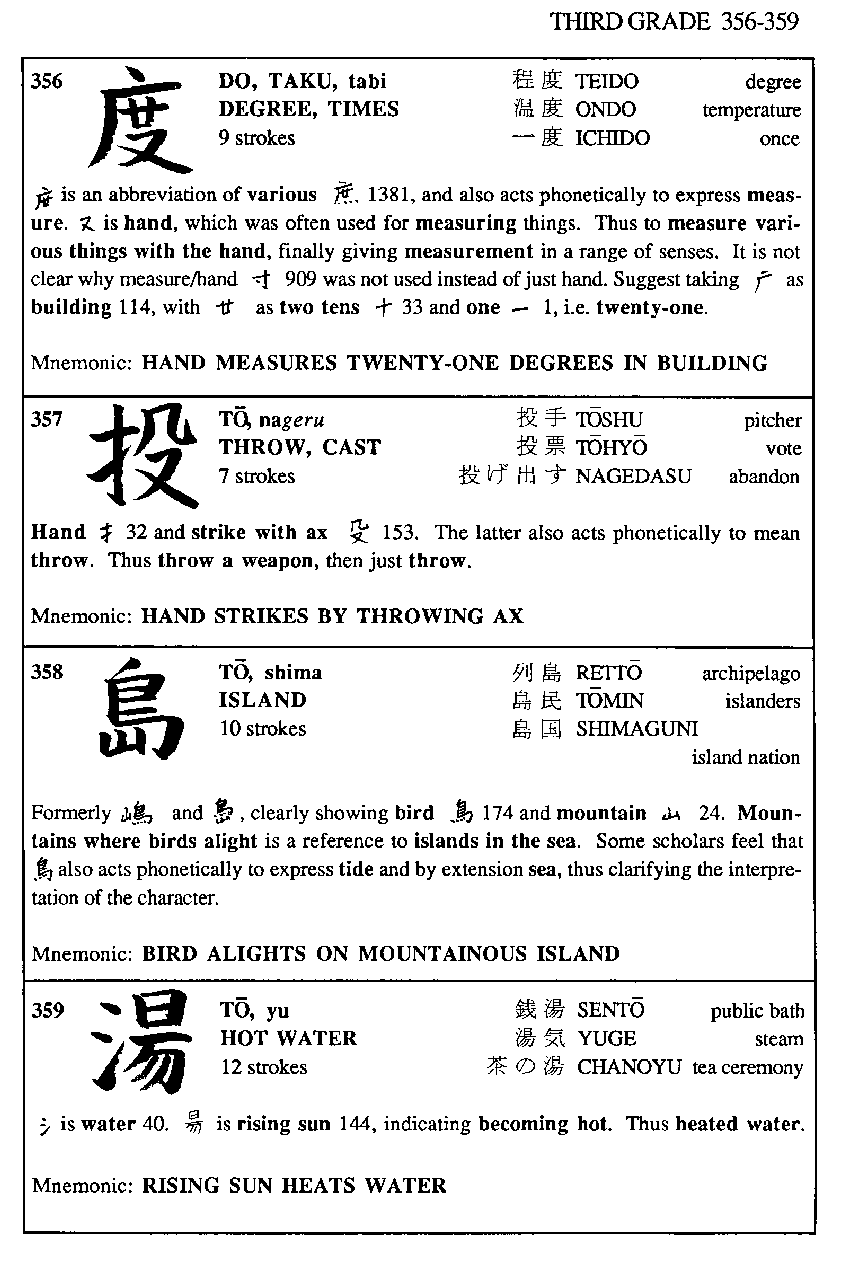 THIRD GRADE 356-359
356 度 DO, TAKU, tabi 程度 TEIDO degree
DEGREE, TIMES 温度 ONDO temperature
9 strokes 一度 ICHIDO once
is an abbreviation of various 庶, 1381, and also acts phonetically to express meas-
ure. 又 is hand, which was often used for measuring things. Thus to measure vari-
ous things with the hand, finally giving measurement in a range of senses. It is not
clear why measure/hand 寸 909 was not used instead of just hand. Suggest taking 广 as
building 114, with 廿 as two tens 十 33 and one 一 1, i.e. twenty-one.
Mnemonic: HAND MEASURES TWENTY-ONE DEGREES IN BUILDING
357 投 TŌ, nageru 投手 TŌSHU pitcher
THROW, CAST 投票 TŌHYŌ vote
7 strokes 投げ出す NAGEDASU abandon
Hand 扌 32 and strike with ax 殳 153. The latter also acts phonetically to mean
throw. Thus throw a weapon, then just throw.
Mnemonic: HAND STRIKES BY THROWING AX
358 島 TŌ, shima 列島 RETTŌ archipelago
ISLAND 島民 TŌMIN islanders
10 strokes 島国 SHIMAGUNI
island nation
Formerly 嶋 and , clearly showing bird 鳥 174 and mountain 山 24. Moun-
tains where birds alight is a reference to islands in the sea. Some scholars feel that
鳥 also acts phonetically to express tide and by extension sea, thus clarifying the interpre-
tation of the character.
Mnemonic: BIRD ALIGHTS ON MOUNTAINOUS ISLAND
359 湯 TŌ, yu 銭湯 SENTŌ public bath
HOT WATER 湯気 YUGE steam
12 strokes 茶の湯 CHANOYU tea ceremony
氵 is water 40. 昜 is rising sun 144, indicating becoming hot. Thus heated water.
Mnemonic: RISING SUN HEATS WATER